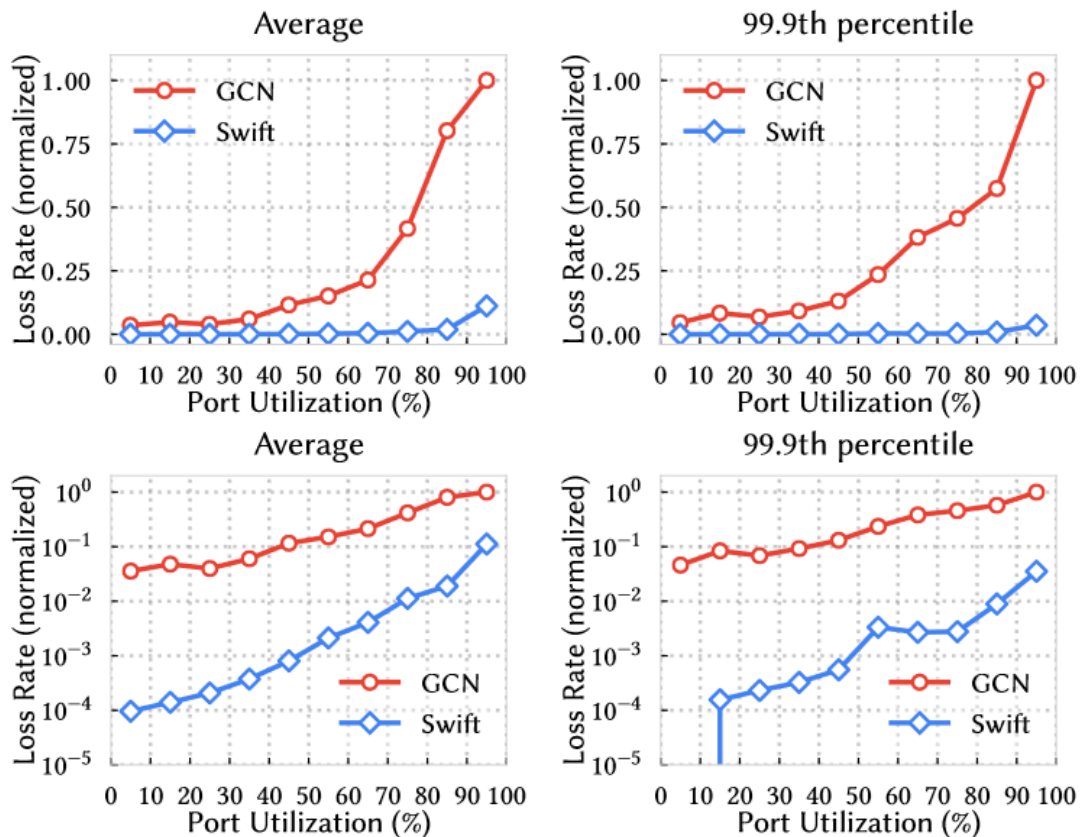 Average
Loss Rate (normalized)
1.00
0.75
0.50
0.25
0.00
GCN
Swift
0 10 20 30 40 50 60 70 80 90 100
Port Utilization (%)
99.9th percentile
Loss Rate (normalized)
1.00
0.75
0.50
0.25
0.00
GCN
Swift
0 10 20 30 40 50 60 70 80 90 100
Port Utilization (%)
Average
Loss Rate (normalized)
10⁰
10⁻¹
10⁻²
10⁻³
10⁻⁴
10⁻⁵
GCN
Swift
0 10 20 30 40 50 60 70 80 90 100
Port Utilization (%)
99.9th percentile
Loss Rate (normalized)
10⁰
10⁻¹
10⁻²
10⁻³
10⁻⁴
10⁻⁵
GCN
Swift
0 10 20 30 40 50 60 70 80 90 100
Port Utilization (%)